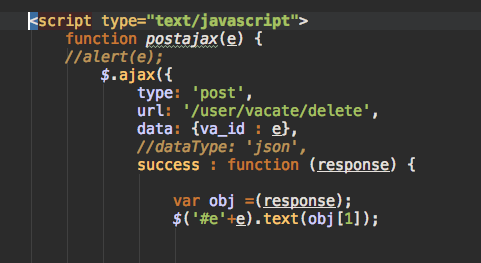 <script type="text/javascript">
function postajax(e) {
//alert(e);
$.ajax({
type: 'post',
url: '/user/vacate/delete',
data: {va_id : e},
//dataType: 'json',
success : function (response) {
var obj =(response);
$('#e'+e).text(obj[1]);